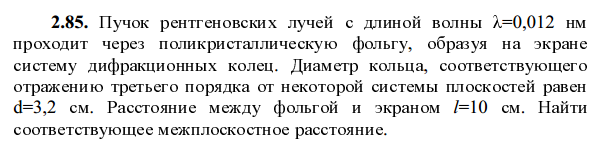 2.85. Пучок рентгеновских лучей с длиной волны λ=0,012 нм
проходит через поликристаллическую фольгу, образуя на экране
систему дифракционных колец. Диаметр кольца, соответствующего
отражению третьего порядка от некоторой системы плоскостей равен
d=3,2 см. Расстояние между фольгой и экраном l=10 см. Найти
соответствующее межплоскостное расстояние.